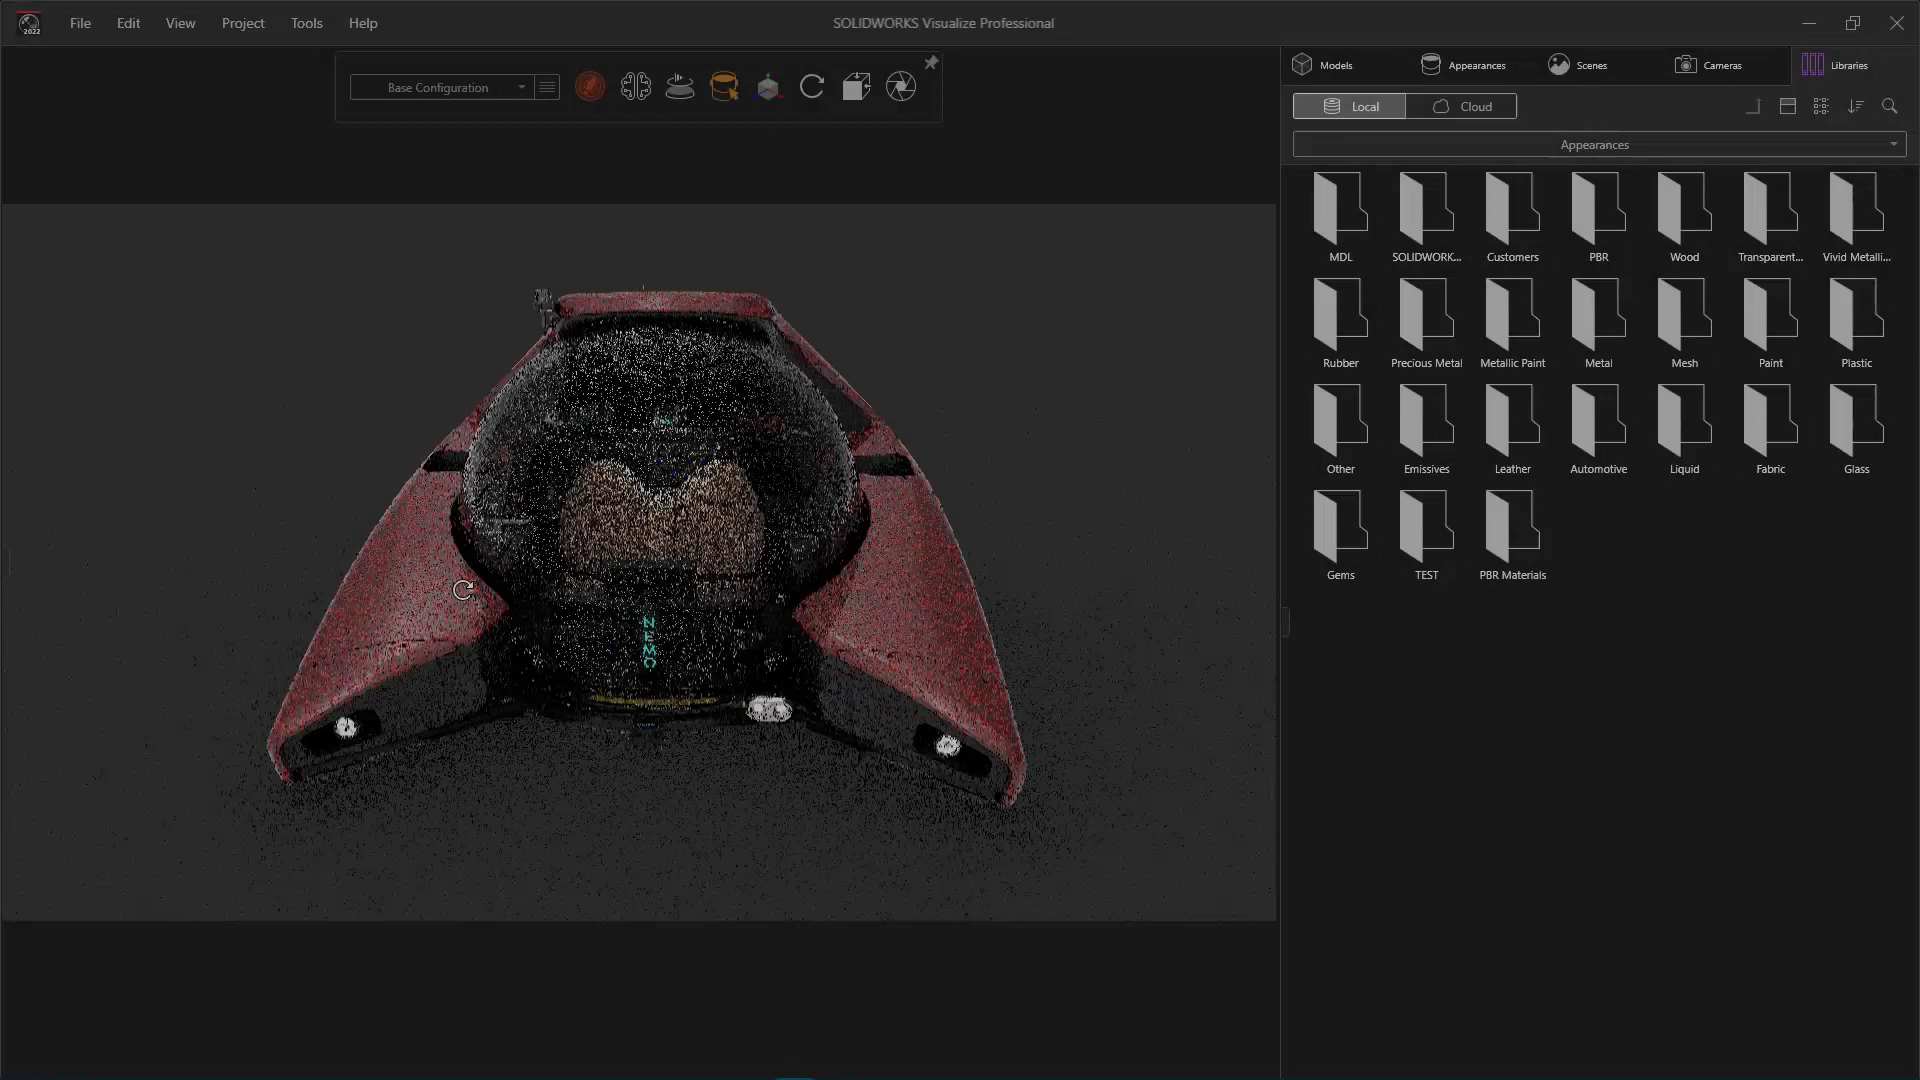 2022
File Edit View Project Tools Help
SOLIDWORKS Visualize Professional
Base Configuration
Models Appearances Scenes Cameras Libraries
Local Cloud
Appearances
MDL SOLIDWORK... Customers PBR Wood Transparent... Vivid Metalli...
Rubber Precious Metal Metallic Paint Metal Mesh Paint Plastic
Other Emissives Leather Automotive Liquid Fabric Glass
Gems TEST PBR Materials
NEMO